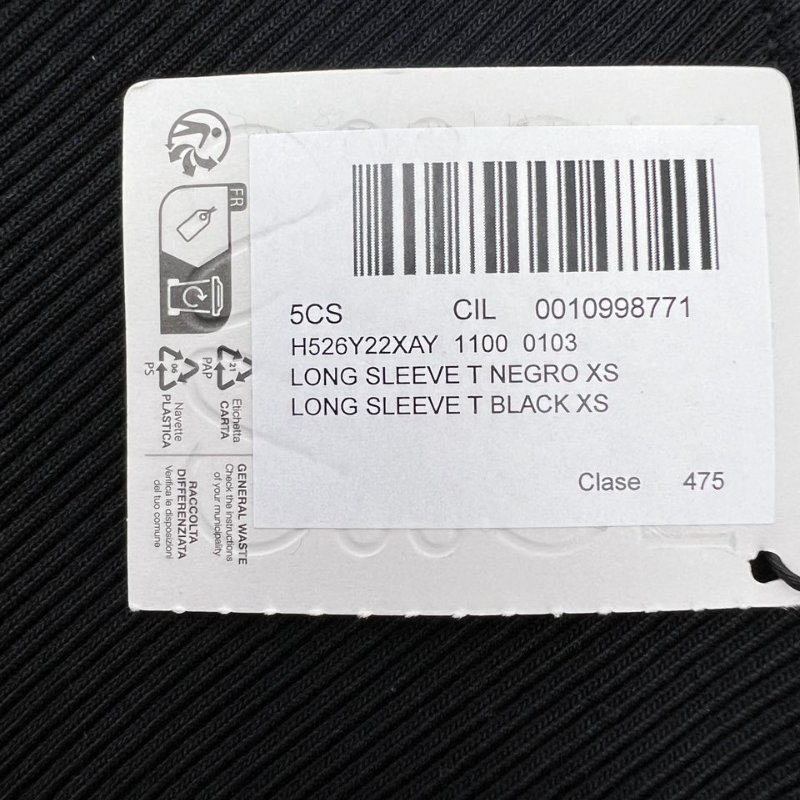 5CS CIL 0010998771
H526Y22XAY 1100 0103
LONG SLEEVE T NEGRO XS
LONG SLEEVE T BLACK XS
Clase 475
FR
21
PAP
Etichetta
CARTA
06
PS
Navette
PLASTICA
GENERAL WASTE
Check the instructions
of your municipality
RACCOLTA
DIFFERENZIATA
Verifica le disposizioni
del tuo comune